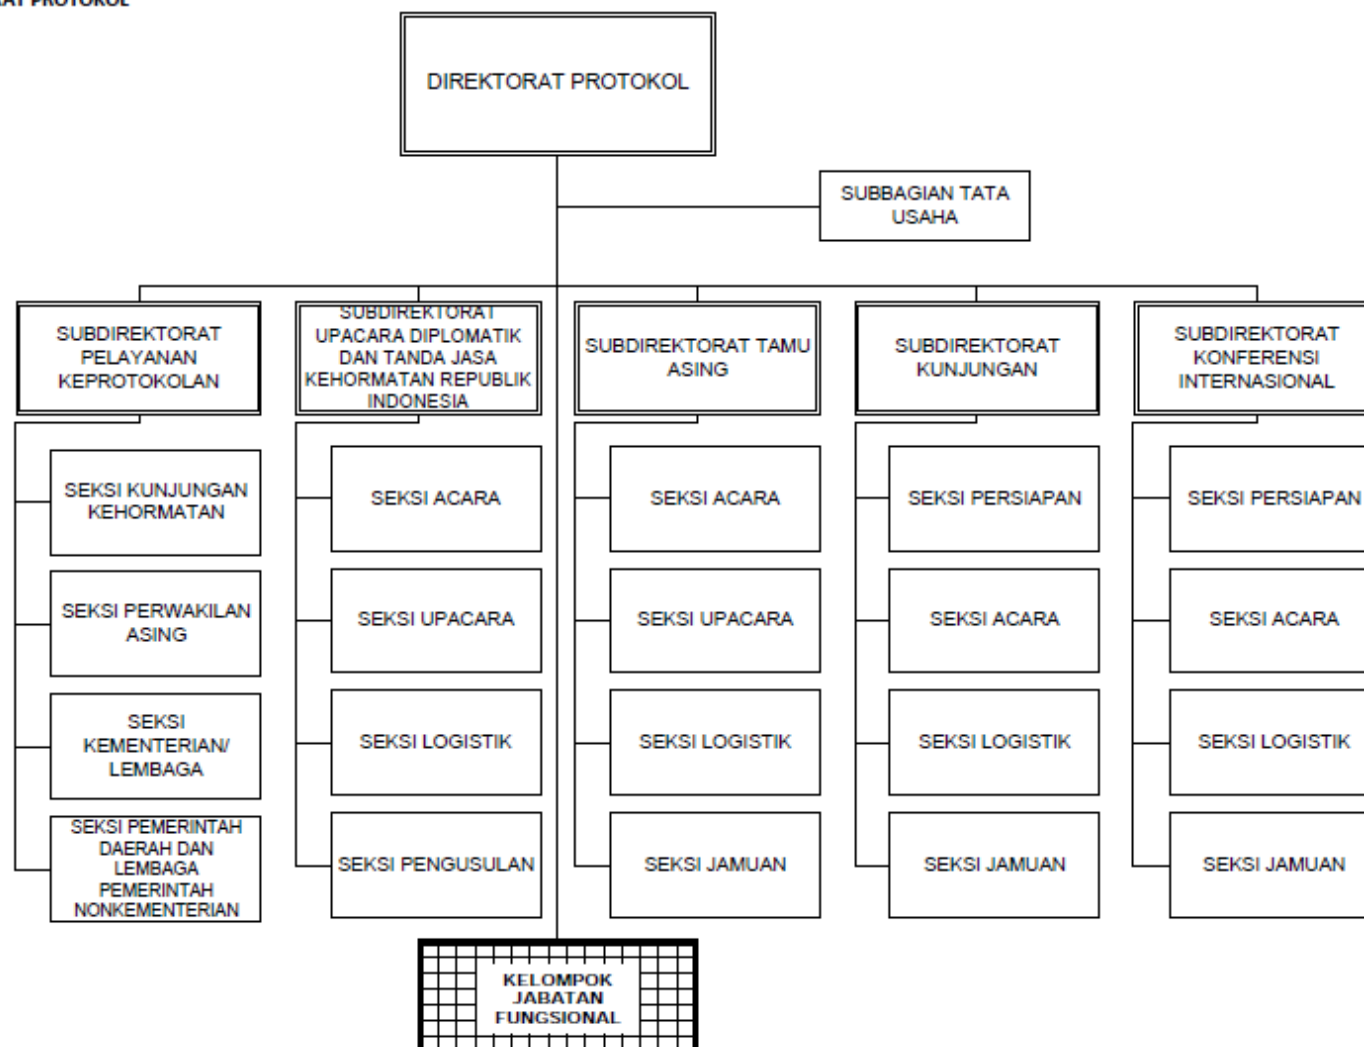 PROTOKOL
DIREKTORAT PROTOKOL
SUBBAGIAN TATA
USAHA
SUBDIREKTORAT
PELAYANAN
KEPROTOKOLAN
SUBDIREKTORAT
UPACARA DIPLOMATIK
DAN TANDA JASA
KEHORMATAN REPUBLIK
INDONESIA
SUBDIREKTORAT TAMU
ASING
SUBDIREKTORAT
KUNJUNGAN
SUBDIREKTORAT
KONFERENSI
INTERNASIONAL
SEKSI KUNJUNGAN
KEHORMATAN
SEKSI ACARA
SEKSI ACARA
SEKSI PERSIAPAN
SEKSI PERSIAPAN
SEKSI PERWAKILAN
ASING
SEKSI UPACARA
SEKSI UPACARA
SEKSI ACARA
SEKSI ACARA
SEKSI
KEMENTERIAN/
LEMBAGA
SEKSI LOGISTIK
SEKSI LOGISTIK
SEKSI LOGISTIK
SEKSI LOGISTIK
SEKSI PEMERINTAH
DAERAH DAN
LEMBAGA
PEMERINTAH
NONKEMENTERIAN
SEKSI PENGUSULAN
SEKSI JAMUAN
SEKSI JAMUAN
SEKSI JAMUAN
KELOMPOK
JABATAN
FUNGSIONAL